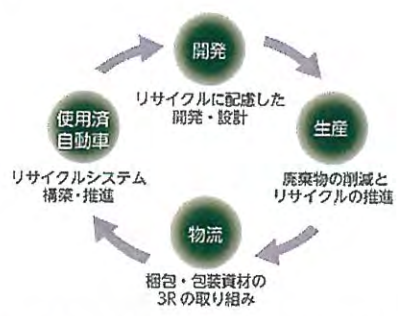 開発
リサイクルに配慮した
開発・設計
生産
廃棄物の削減と
リサイクルの推進
物流
梱包・包装資材の
3Rの取り組み
使用済
自動車
リサイクルシステム
構築・推進